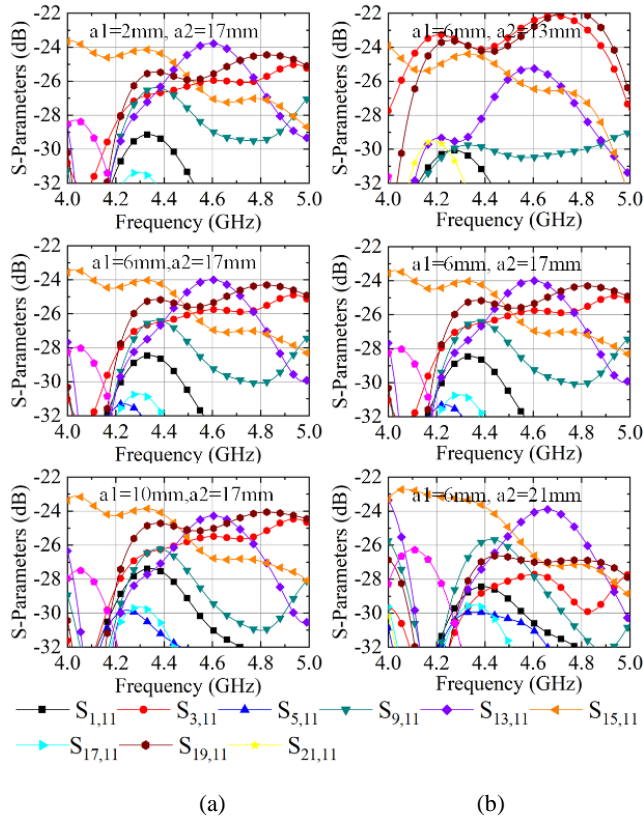 a1=2mm, a2=17mm
S-Parameters (dB)
-22
-24
-26
-28
-30
-32
4.0 4.2 4.4 4.6 4.8 5.0
Frequency (GHz)
a1=6mm, a2=13mm
S-Parameters (dB)
-22
-24
-26
-28
-30
-32
4.0 4.2 4.4 4.6 4.8 5.0
Frequency (GHz)
a1=6mm,a2=17mm
S-Parameters (dB)
-22
-24
-26
-28
-30
-32
4.0 4.2 4.4 4.6 4.8 5.0
Frequency (GHz)
a1=6mm, a2=17mm
S-Parameters (dB)
-22
-24
-26
-28
-30
-32
4.0 4.2 4.4 4.6 4.8 5.0
Frequency (GHz)
a1=10mm,a2=17mm
S-Parameters (dB)
-22
-24
-26
-28
-30
-32
4.0 4.2 4.4 4.6 4.8 5.0
Frequency (GHz)
a1=6mm, a2=21mm
S-Parameters (dB)
-22
-24
-26
-28
-30
-32
4.0 4.2 4.4 4.6 4.8 5.0
Frequency (GHz)
S1,11 S3,11 S5,11 S9,11 S13,11 S15,11
S17,11 S19,11 S21,11
(a) (b)